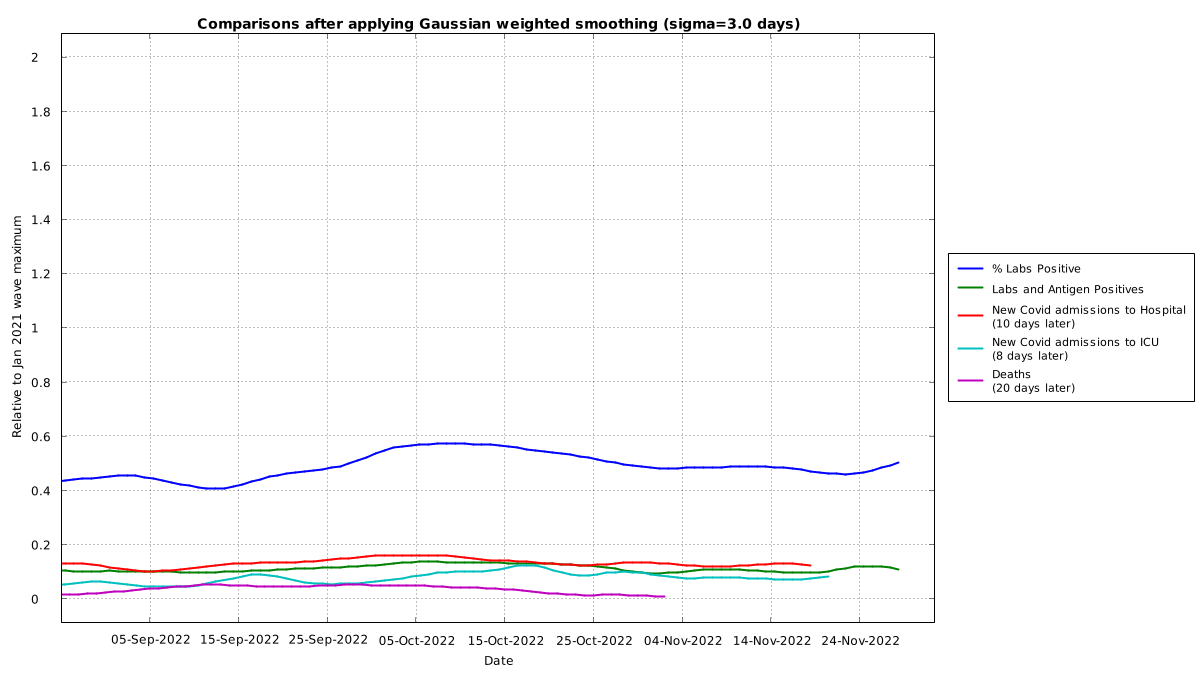 Comparisons after applying Gaussian weighted smoothing (sigma=3.0 days)
Relative to Jan 2021 wave maximum
2
1.8
1.6
1.4
1.2
1
0.8
0.6
0.4
0.2
0
05-Sep-2022 15-Sep-2022 25-Sep-2022 05-Oct-2022 15-Oct-2022 25-Oct-2022 04-Nov-2022 14-Nov-2022 24-Nov-2022
Date
% Labs Positive
Labs and Antigen Positives
New Covid admissions to Hospital
(10 days later)
New Covid admissions to ICU
(8 days later)
Deaths
(20 days later)